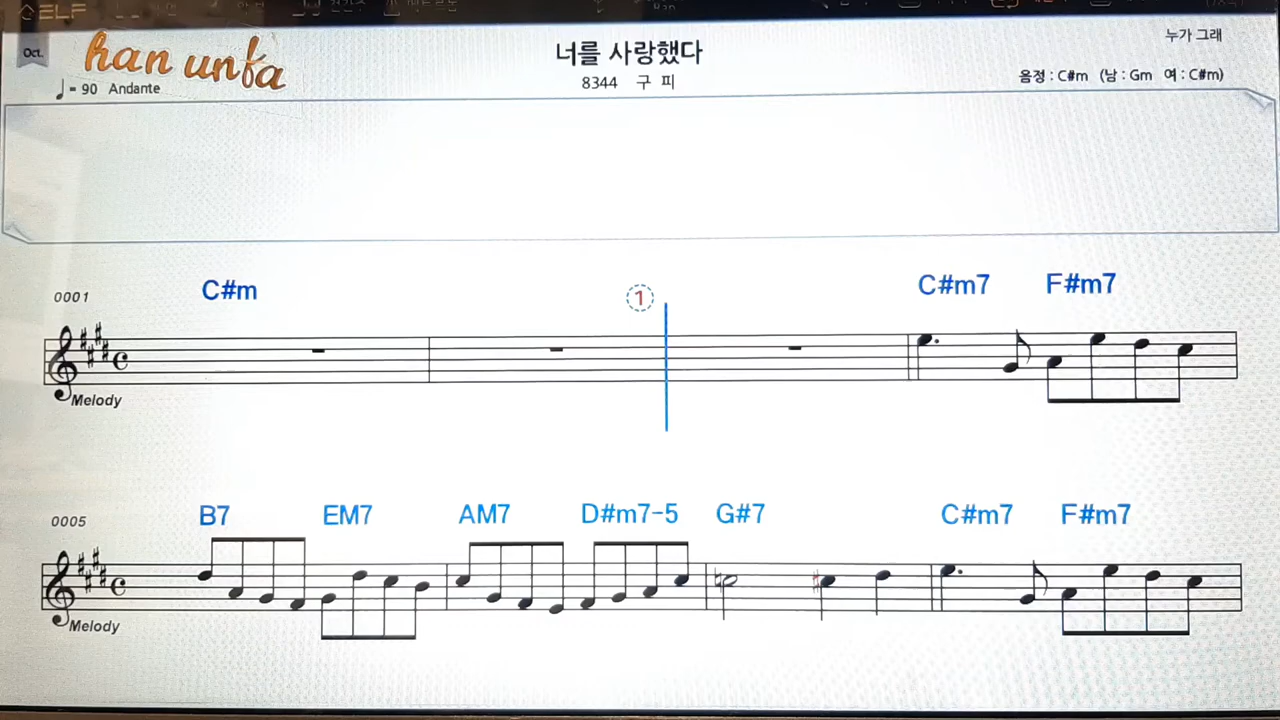 ELF
Oct.
han unfa
너를 사랑했다
누가 그래
♩= 90 Andante
8344 구 피
음정 : C#m (남 : Gm 여 : C#m)
0001 C#m ① C#m7 F#m7
Melody
0005 B7 EM7 AM7 D#m7-5 G#7 C#m7 F#m7
Melody